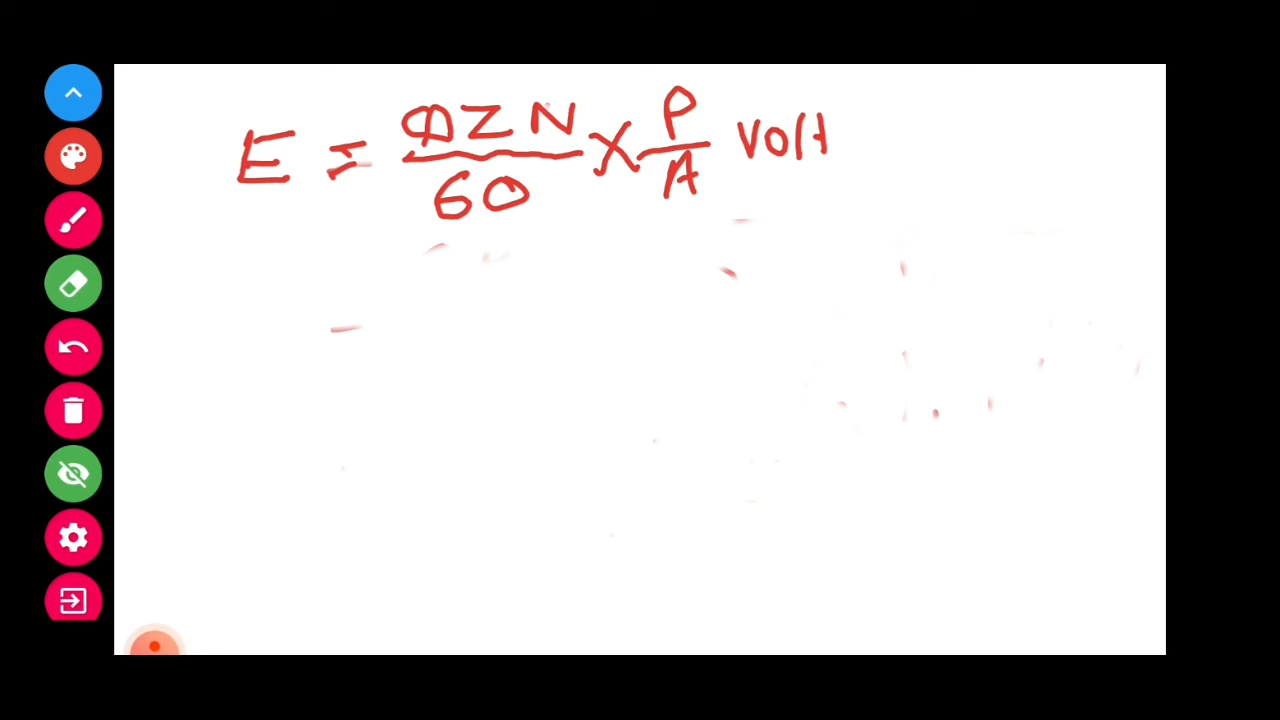 E = ΦZN/60 X P/A Volt